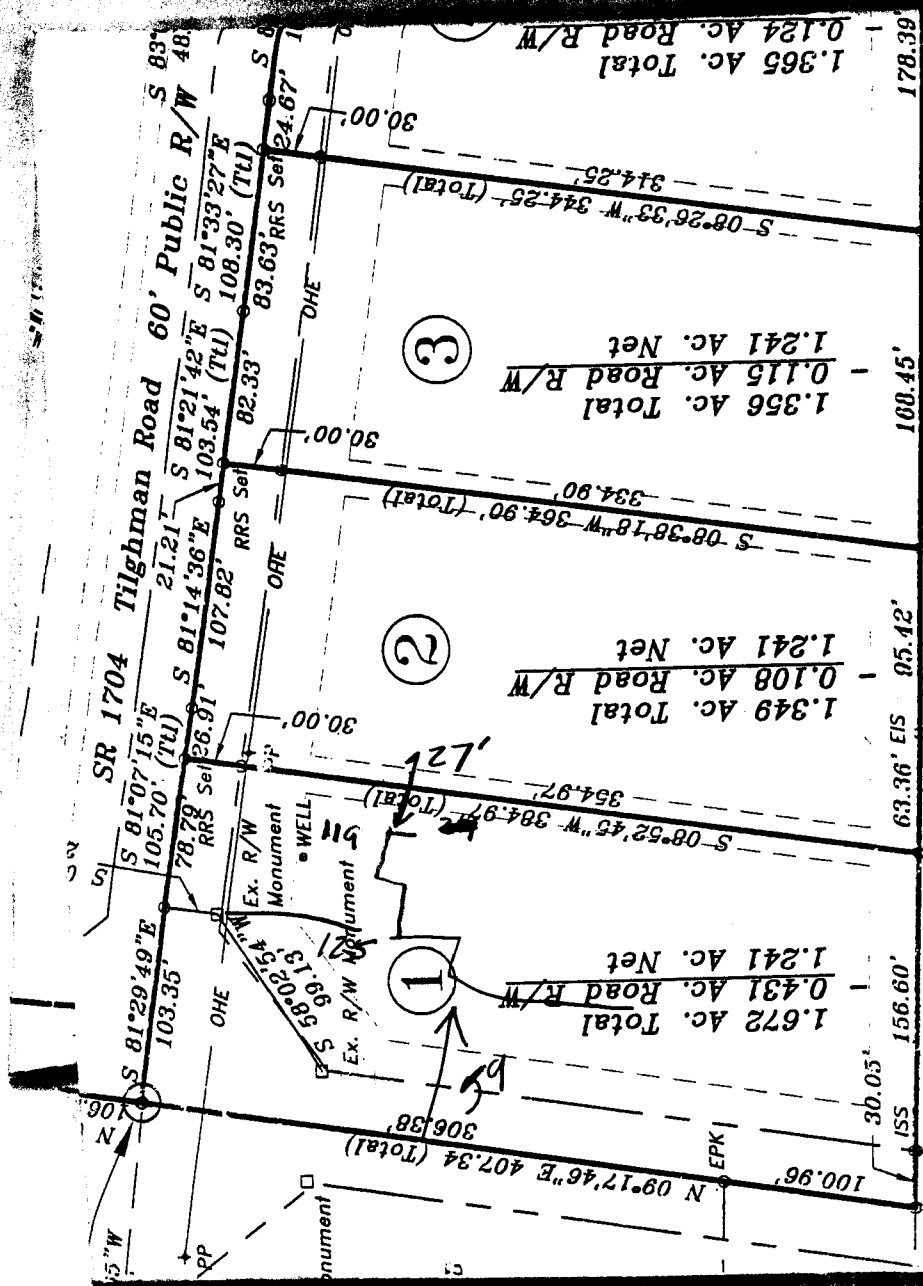 SR 1704 Tilghman Road 60' Public R/W
S 81°29'49"E
103.35'
S 81°07'15"E
105.70' (Ttl)
78.79'
RRS Set
26.91'
S 81°14'36"E
107.82'
21.21'
RRS Set
S 81°21'42"E
103.54' (Ttl)
82.33'
S 81°33'27"E
108.30' (Ttl)
83.63'
RRS Set
24.67'
S 83°
48.
S 8
OHE
OHE
OHE
PP
PP
5"W
N
106.
Ex. R/W
Monument
WELL
S 58°02'54"W
99.13'
Ex. R/W Monument
onument
30.00'
30.00'
30.00'
1
1.672 Ac. Total
- 0.431 Ac. Road R/W
1.241 Ac. Net
2
1.349 Ac. Total
- 0.108 Ac. Road R/W
1.241 Ac. Net
3
1.356 Ac. Total
- 0.115 Ac. Road R/W
1.241 Ac. Net
1.365 Ac. Total
- 0.124 Ac. Road R/W
N 09°17'46"E 407.34 (Total)
306.38'
100.96'
EPK
S 08°52'45"W 384.97' (Total)
354.97'
S 08°38'18"W 364.90' (Total)
334.90'
S 08°26'33"W 344.25' (Total)
314.25'
30.05'
ISS
156.60'
63.36'
EIS
95.42'
168.45'
178.39'